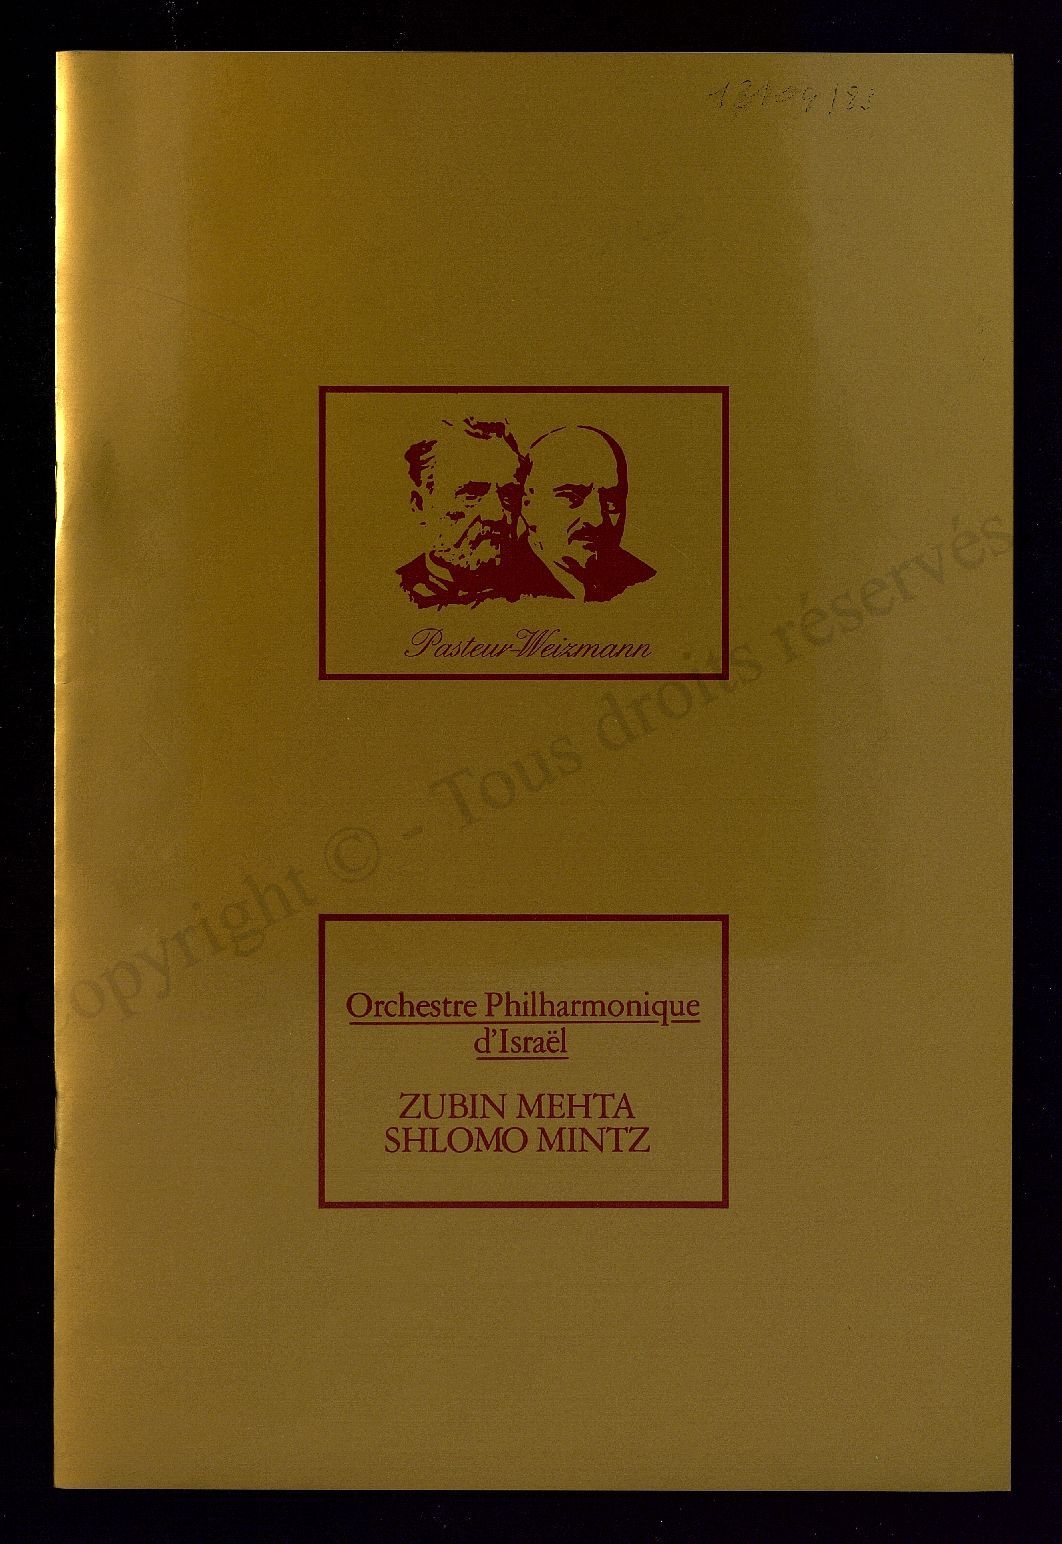 Pasteur-Weizmann
Copyright © - Tous droits réservés
Orchestre Philharmonique
d'Israël
ZUBIN MEHTA
SHLOMO MINTZ